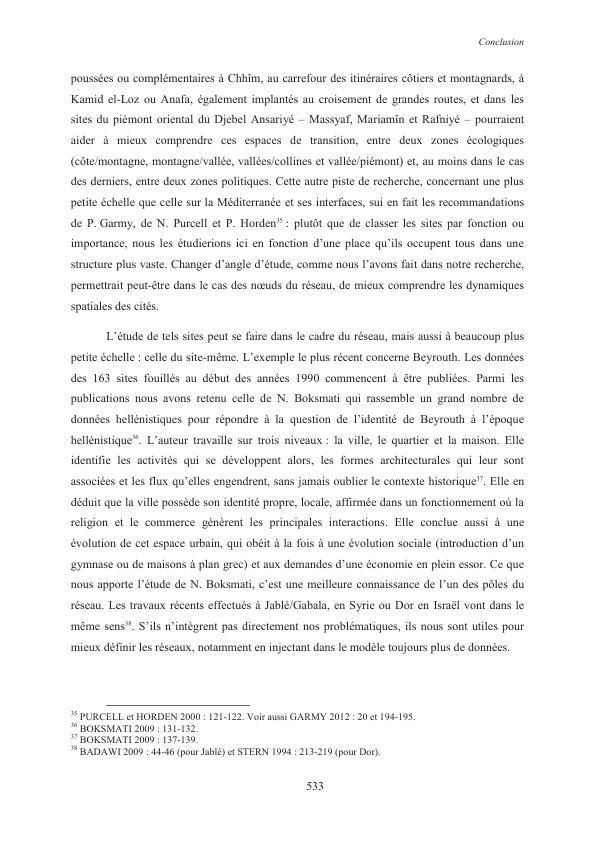 Conclusion
poussées ou complémentaires à Chhîm, au carrefour des itinéraires côtiers et montagnards, à
Kamid el-Loz ou Anafa, également implantés au croisement de grandes routes, et dans les
sites du piémont oriental du Djebel Ansariyé – Massyaf, Mariamîn et Rafniyé – pourraient
aider à mieux comprendre ces espaces de transition, entre deux zones écologiques
(côte/montagne, montagne/vallée, vallées/collines et vallée/piémont) et, au moins dans le cas
des derniers, entre deux zones politiques. Cette autre piste de recherche, concernant une plus
petite échelle que celle sur la Méditerranée et ses interfaces, sui en fait les recommandations
de P. Garmy, de N. Purcell et P. Horden³⁵ : plutôt que de classer les sites par fonction ou
importance, nous les étudierions ici en fonction d’une place qu’ils occupent tous dans une
structure plus vaste. Changer d’angle d’étude, comme nous l’avons fait dans notre recherche,
permettrait peut-être dans le cas des nœuds du réseau, de mieux comprendre les dynamiques
spatiales des cités.
L’étude de tels sites peut se faire dans le cadre du réseau, mais aussi à beaucoup plus
petite échelle : celle du site-même. L’exemple le plus récent concerne Beyrouth. Les données
des 163 sites fouillés au début des années 1990 commencent à être publiées. Parmi les
publications nous avons retenu celle de N. Boksmati qui rassemble un grand nombre de
données hellénistiques pour répondre à la question de l’identité de Beyrouth à l’époque
hellénistique³⁶. L’auteur travaille sur trois niveaux : la ville, le quartier et la maison. Elle
identifie les activités qui se développent alors, les formes architecturales qui leur sont
associées et les flux qu’elles engendrent, sans jamais oublier le contexte historique³⁷. Elle en
déduit que la ville possède son identité propre, locale, affirmée dans un fonctionnement où la
religion et le commerce génèrent les principales interactions. Elle conclue aussi à une
évolution de cet espace urbain, qui obéit à la fois à une évolution sociale (introduction d’un
gymnase ou de maisons à plan grec) et aux demandes d’une économie en plein essor. Ce que
nous apporte l’étude de N. Boksmati, c’est une meilleure connaissance de l’un des pôles du
réseau. Les travaux récents effectués à Jablé/Gabala, en Syrie ou Dor en Israël vont dans le
même sens³⁸. S’ils n’intègrent pas directement nos problématiques, ils nous sont utiles pour
mieux définir les réseaux, notamment en injectant dans le modèle toujours plus de données.
³⁵ PURCELL et HORDEN 2000 : 121-122. Voir aussi GARMY 2012 : 20 et 194-195.
³⁶ BOKSMATI 2009 : 131-132.
³⁷ BOKSMATI 2009 : 137-139.
³⁸ BADAWI 2009 : 44-46 (pour Jablé) et STERN 1994 : 213-219 (pour Dor).
533